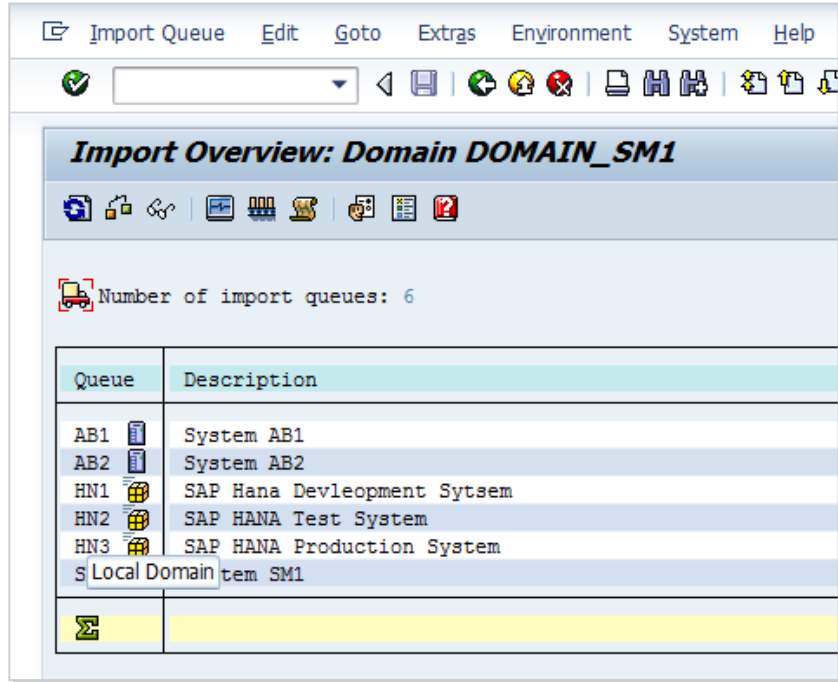 Import Queue Edit Goto Extras Environment System Help
Import Overview: Domain DOMAIN_SM1
Number of import queues: 6
Queue Description
AB1 System AB1
AB2 System AB2
HN1 SAP Hana Devleopment Sytsem
HN2 SAP HANA Test System
HN3 SAP HANA Production System
S Local Domain tem SM1